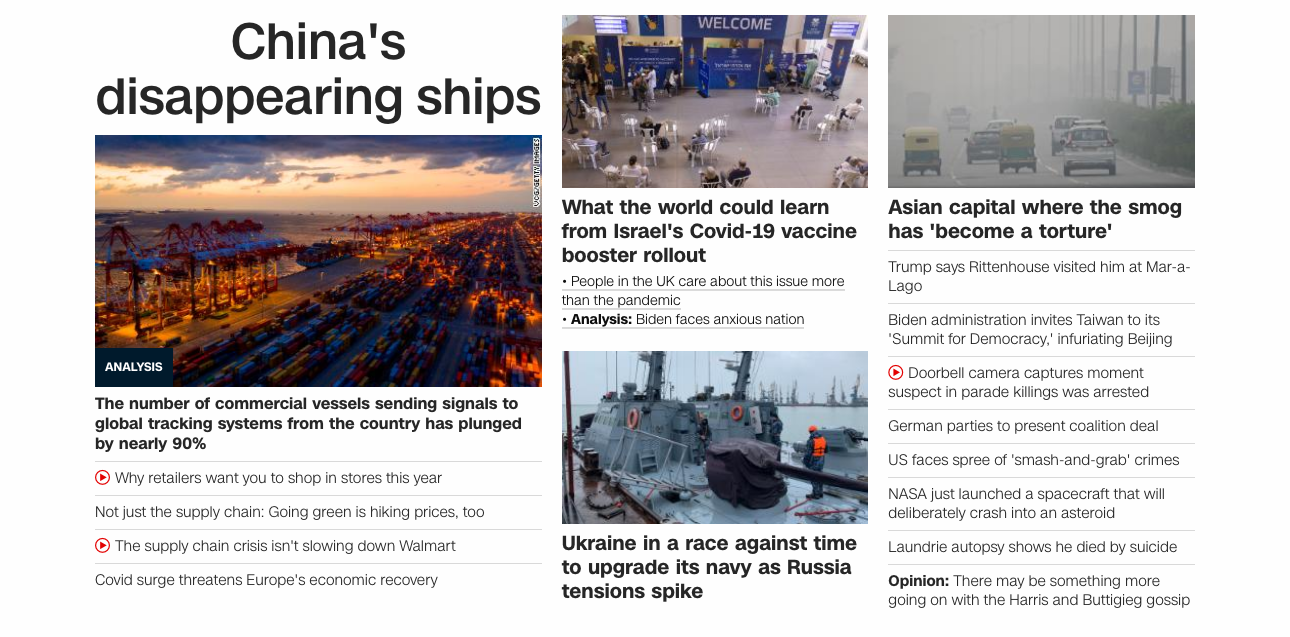 China's
disappearing ships
VCG/GETTY IMAGES
ANALYSIS
The number of commercial vessels sending signals to
global tracking systems from the country has plunged
by nearly 90%
Why retailers want you to shop in stores this year
Not just the supply chain: Going green is hiking prices, too
The supply chain crisis isn't slowing down Walmart
Covid surge threatens Europe's economic recovery
WELCOME
What the world could learn
from Israel's Covid-19 vaccine
booster rollout
• People in the UK care about this issue more
than the pandemic
• Analysis: Biden faces anxious nation
Ukraine in a race against time
to upgrade its navy as Russia
tensions spike
Asian capital where the smog
has 'become a torture'
Trump says Rittenhouse visited him at Mar-a-
Lago
Biden administration invites Taiwan to its
'Summit for Democracy,' infuriating Beijing
Doorbell camera captures moment
suspect in parade killings was arrested
German parties to present coalition deal
US faces spree of 'smash-and-grab' crimes
NASA just launched a spacecraft that will
deliberately crash into an asteroid
Laundrie autopsy shows he died by suicide
Opinion: There may be something more
going on with the Harris and Buttigieg gossip